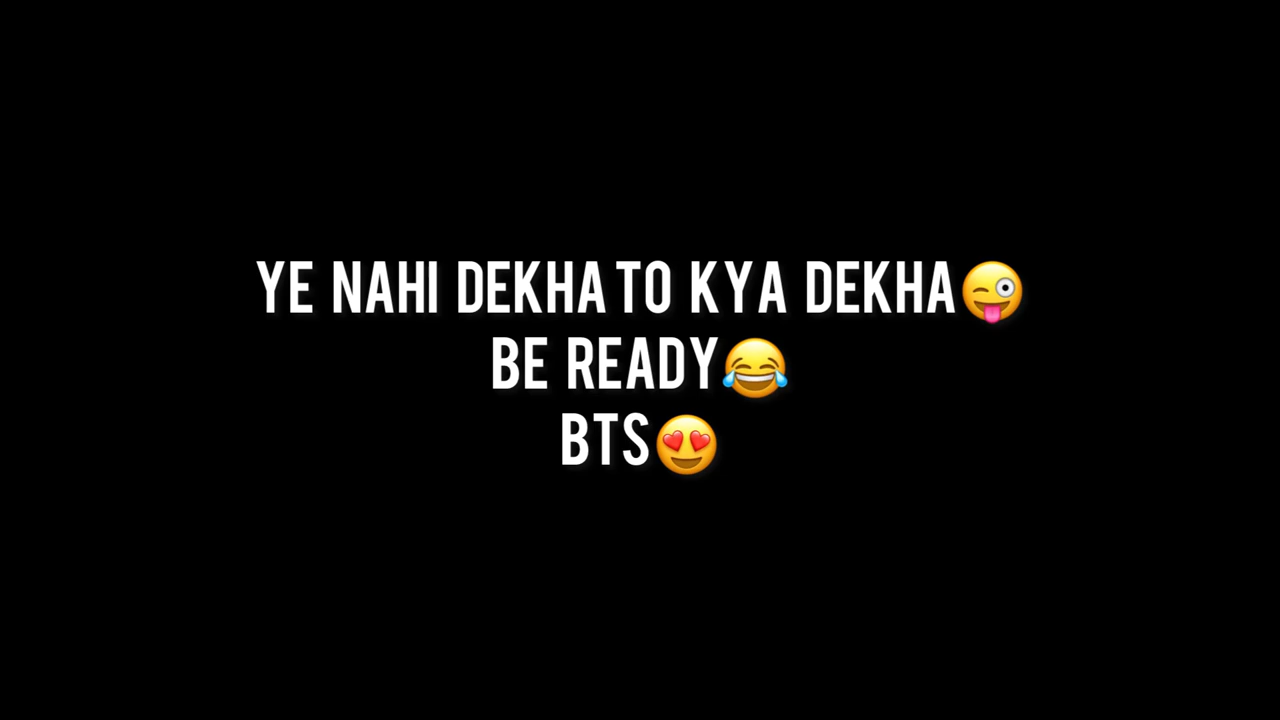 YE NAHI DEKHA TO KYA DEKHA😜
BE READY😂
BTS😍